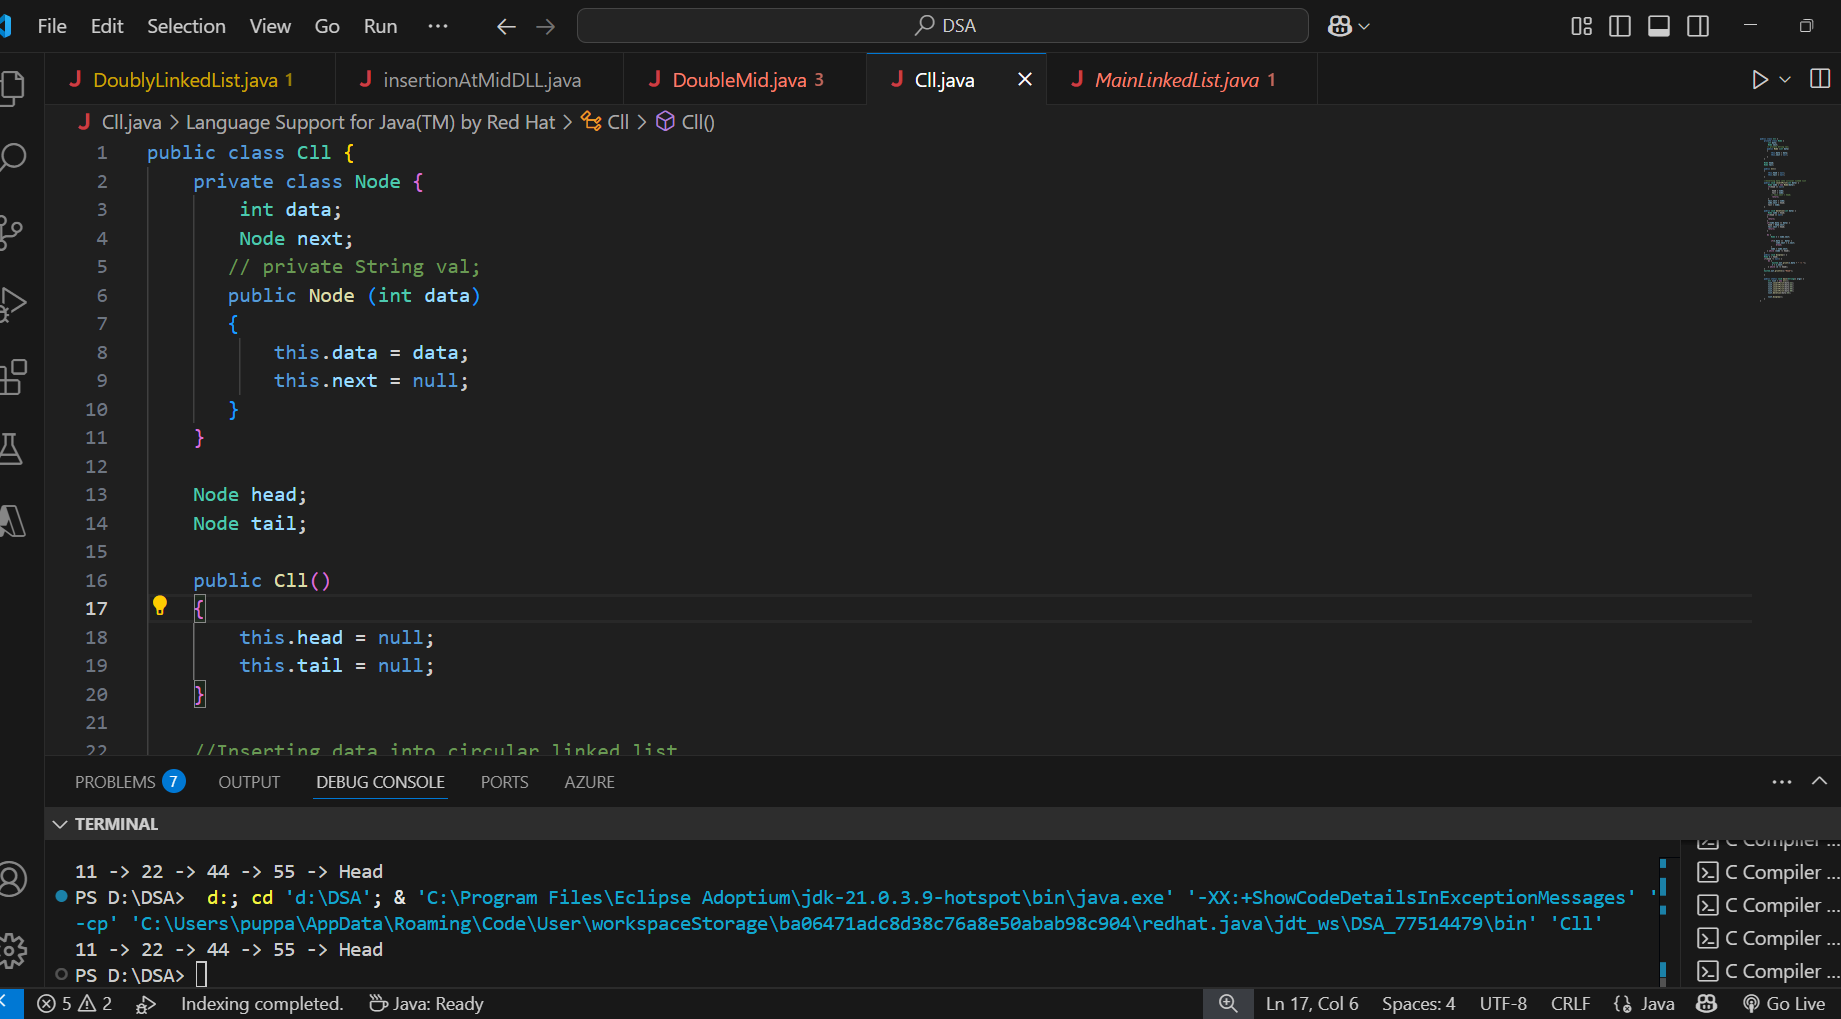 File Edit Selection View Go Run ··· DSA
DoublyLinkedList.java 1 insertionAtMidDLL.java DoubleMid.java 3 Cll.java MainLinkedList.java 1
Cll.java > Language Support for Java(TM) by Red Hat > Cll > Cll()
1 public class Cll {
2 private class Node {
3 int data;
4 Node next;
5 // private String val;
6 public Node (int data)
7 {
8 this.data = data;
9 this.next = null;
10 }
11 }
12
13 Node head;
14 Node tail;
15
16 public Cll()
17 {
18 this.head = null;
19 this.tail = null;
20 }
21
22 //Inserting data into circular linked list
PROBLEMS 7 OUTPUT DEBUG CONSOLE PORTS AZURE
TERMINAL
11 -> 22 -> 44 -> 55 -> Head
PS D:\DSA> d:; cd 'd:\DSA'; & 'C:\Program Files\Eclipse Adoptium\jdk-21.0.3.9-hotspot\bin\java.exe' '-XX:+ShowCodeDetailsInExceptionMessages' '
-cp' 'C:\Users\puppa\AppData\Roaming\Code\User\workspaceStorage\ba06471adc8d38c76a8e50abab98c904\redhat.java\jdt_ws\DSA_77514479\bin' 'Cll'
11 -> 22 -> 44 -> 55 -> Head
PS D:\DSA>
C Compiler ...
C Compiler ...
C Compiler ...
C Compiler ...
C Compiler ...
5 2 Indexing completed. Java: Ready Ln 17, Col 6 Spaces: 4 UTF-8 CRLF Java Go Live